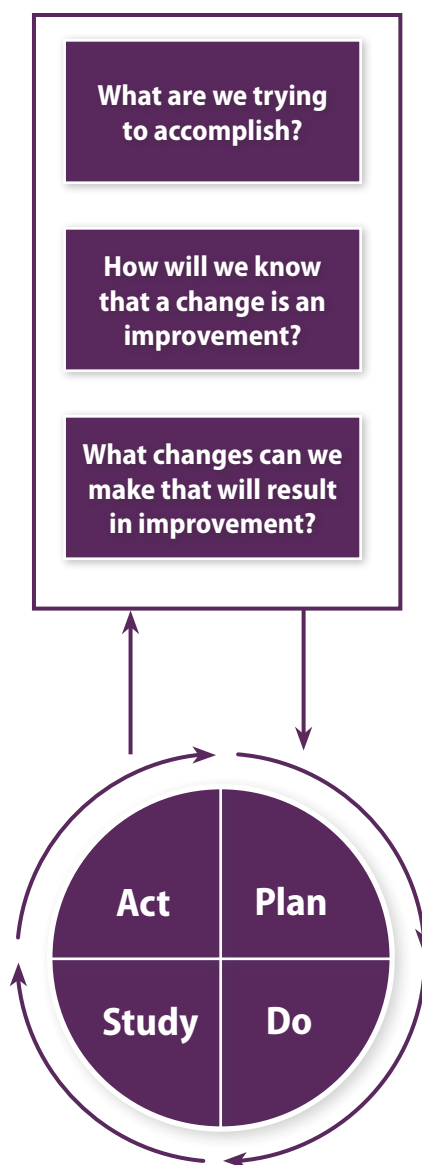 What are we trying
to accomplish?
How will we know
that a change is an
improvement?
What changes can we
make that will result
in improvement?
Act
Plan
Study
Do